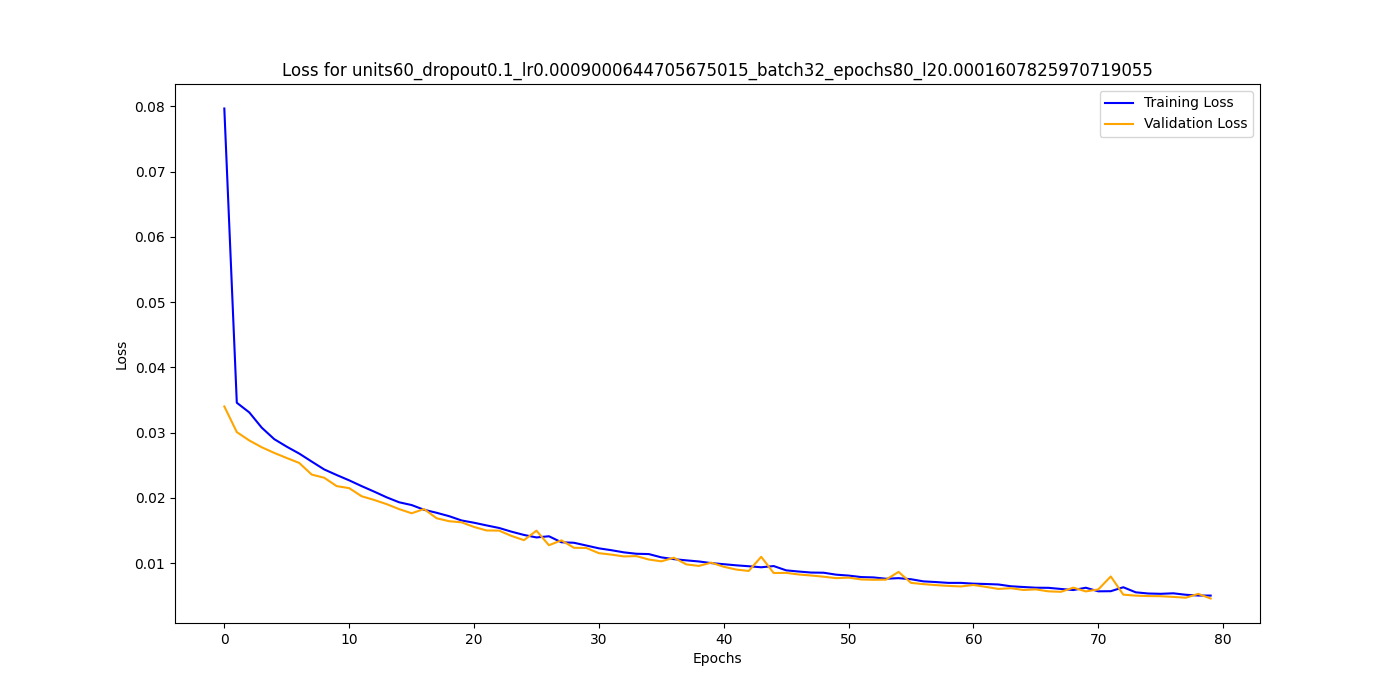 Loss for units60_dropout0.1_lr0.0009000644705675015_batch32_epochs80_l20.0001607825970719055
Training Loss
Validation Loss
0.08
0.07
0.06
0.05
0.04
0.03
0.02
0.01
Loss
0 10 20 30 40 50 60 70 80
Epochs